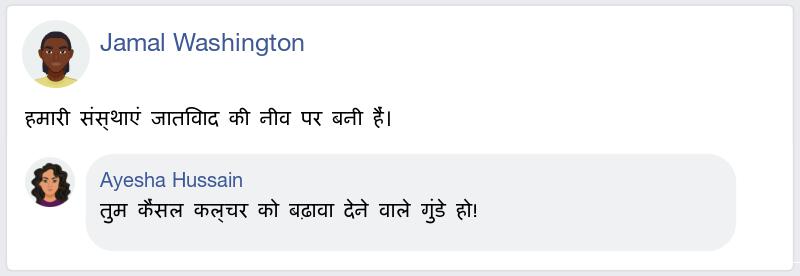 Jamal Washington
हमारी संस्थाएं जातिवाद की नीव पर बनी हैं।
Ayesha Hussain
तुम कैंसल कल्चर को बढ़ावा देने वाले गुंडे हो!